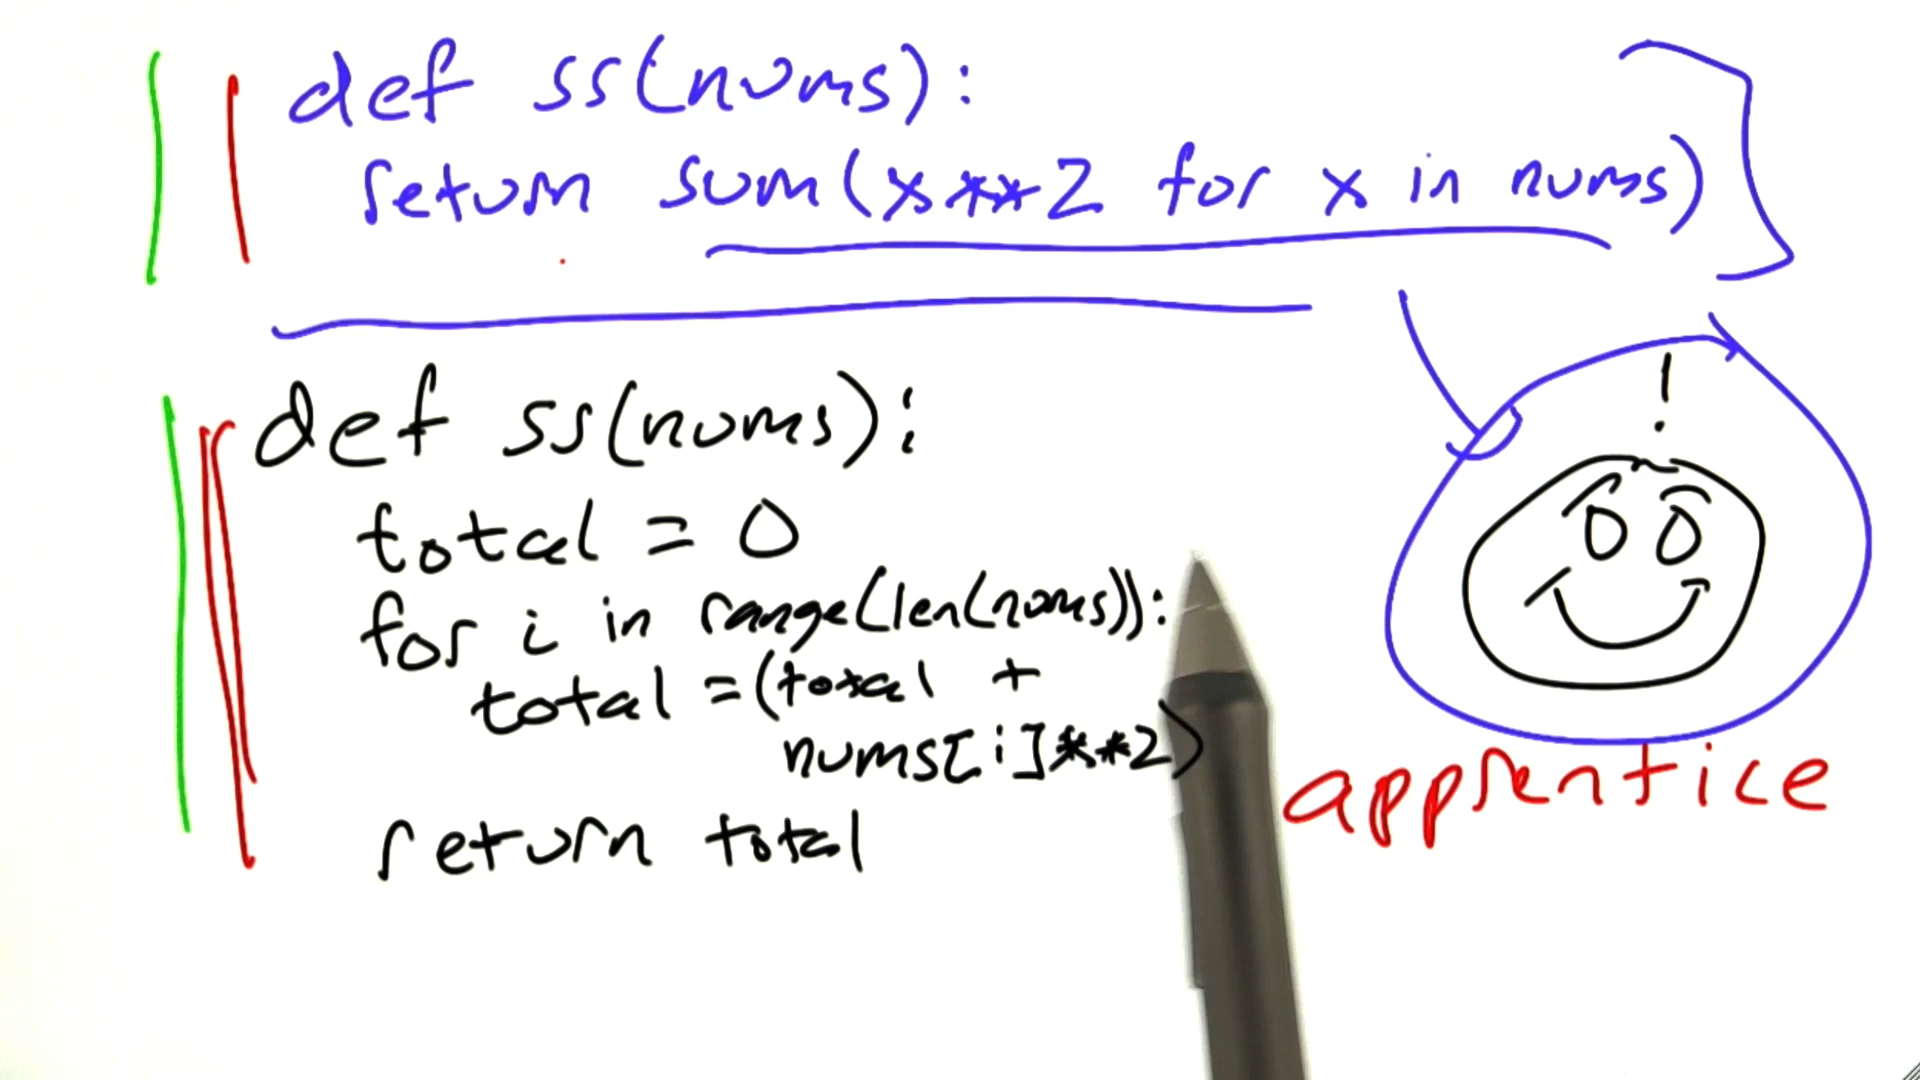 def ss(nums):
return sum(x**2 for x in nums)
def ss(nums):
total = 0
for i in range(len(nums)):
total = (total +
nums[i]**2)
return total
!
apprentice